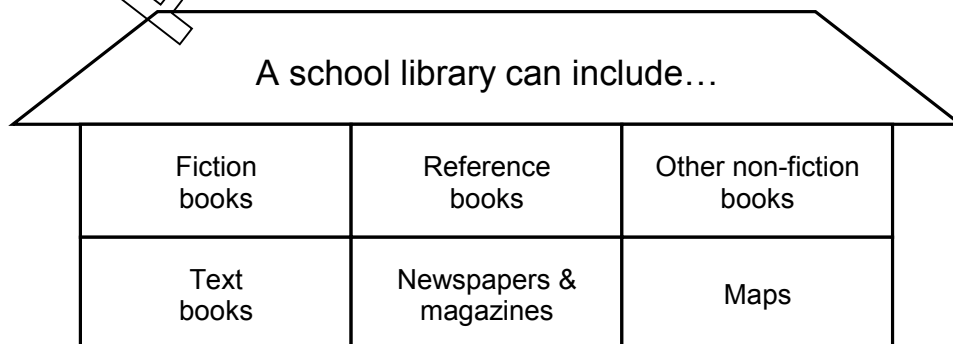 A school library can include…
Fiction
books
Reference
books
Other non-fiction
books
Text
books
Newspapers &
magazines
Maps